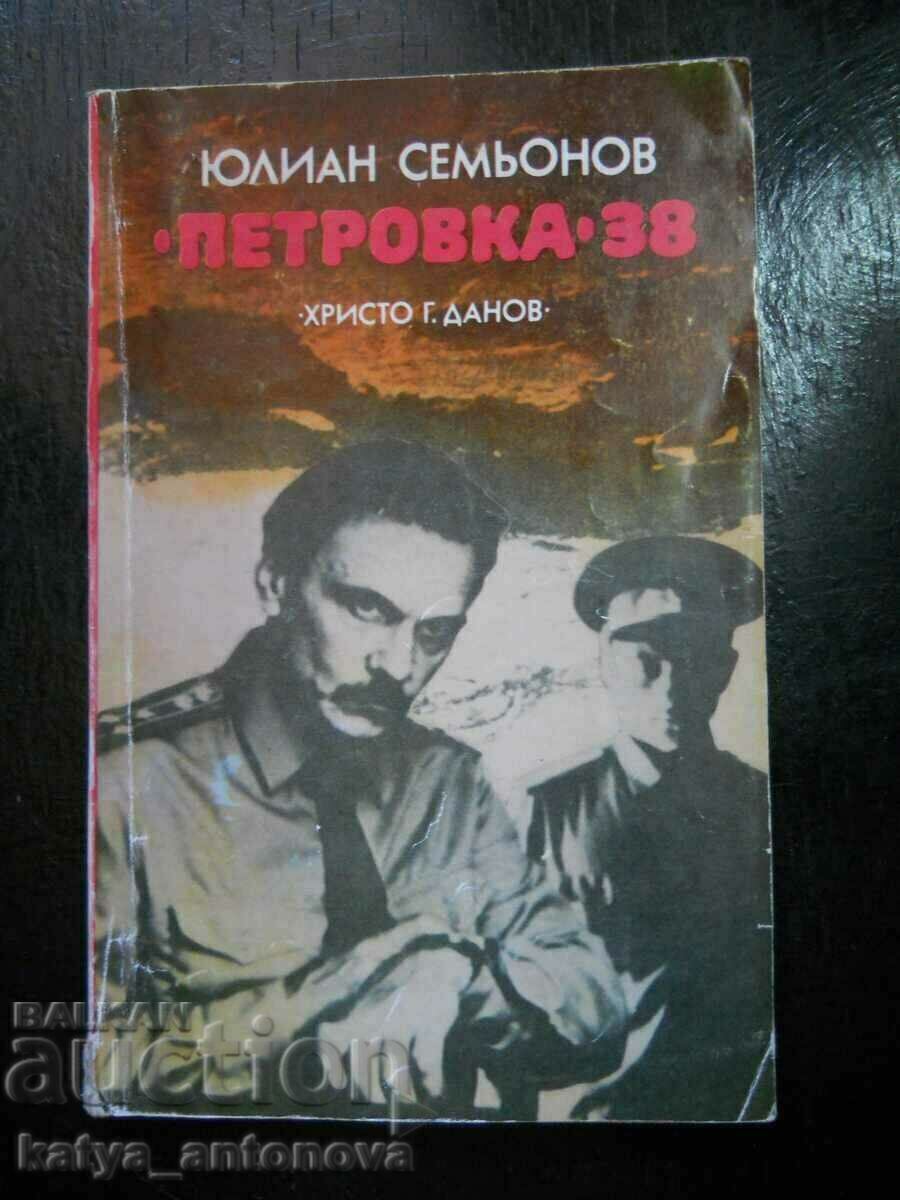 ЮЛИАН СЕМЬОНОВ
•ПЕТРОВКА•38
·ХРИСТО Г. ДАНОВ·
BALKAN
auction
katya_antonova